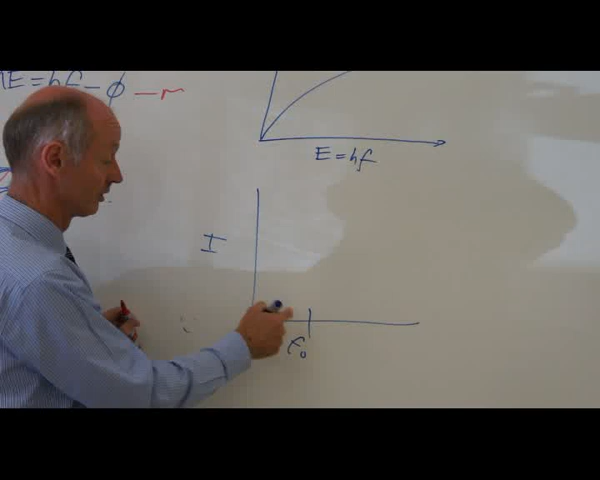 E = hf - ϕ - r
E = hf
I
f₀